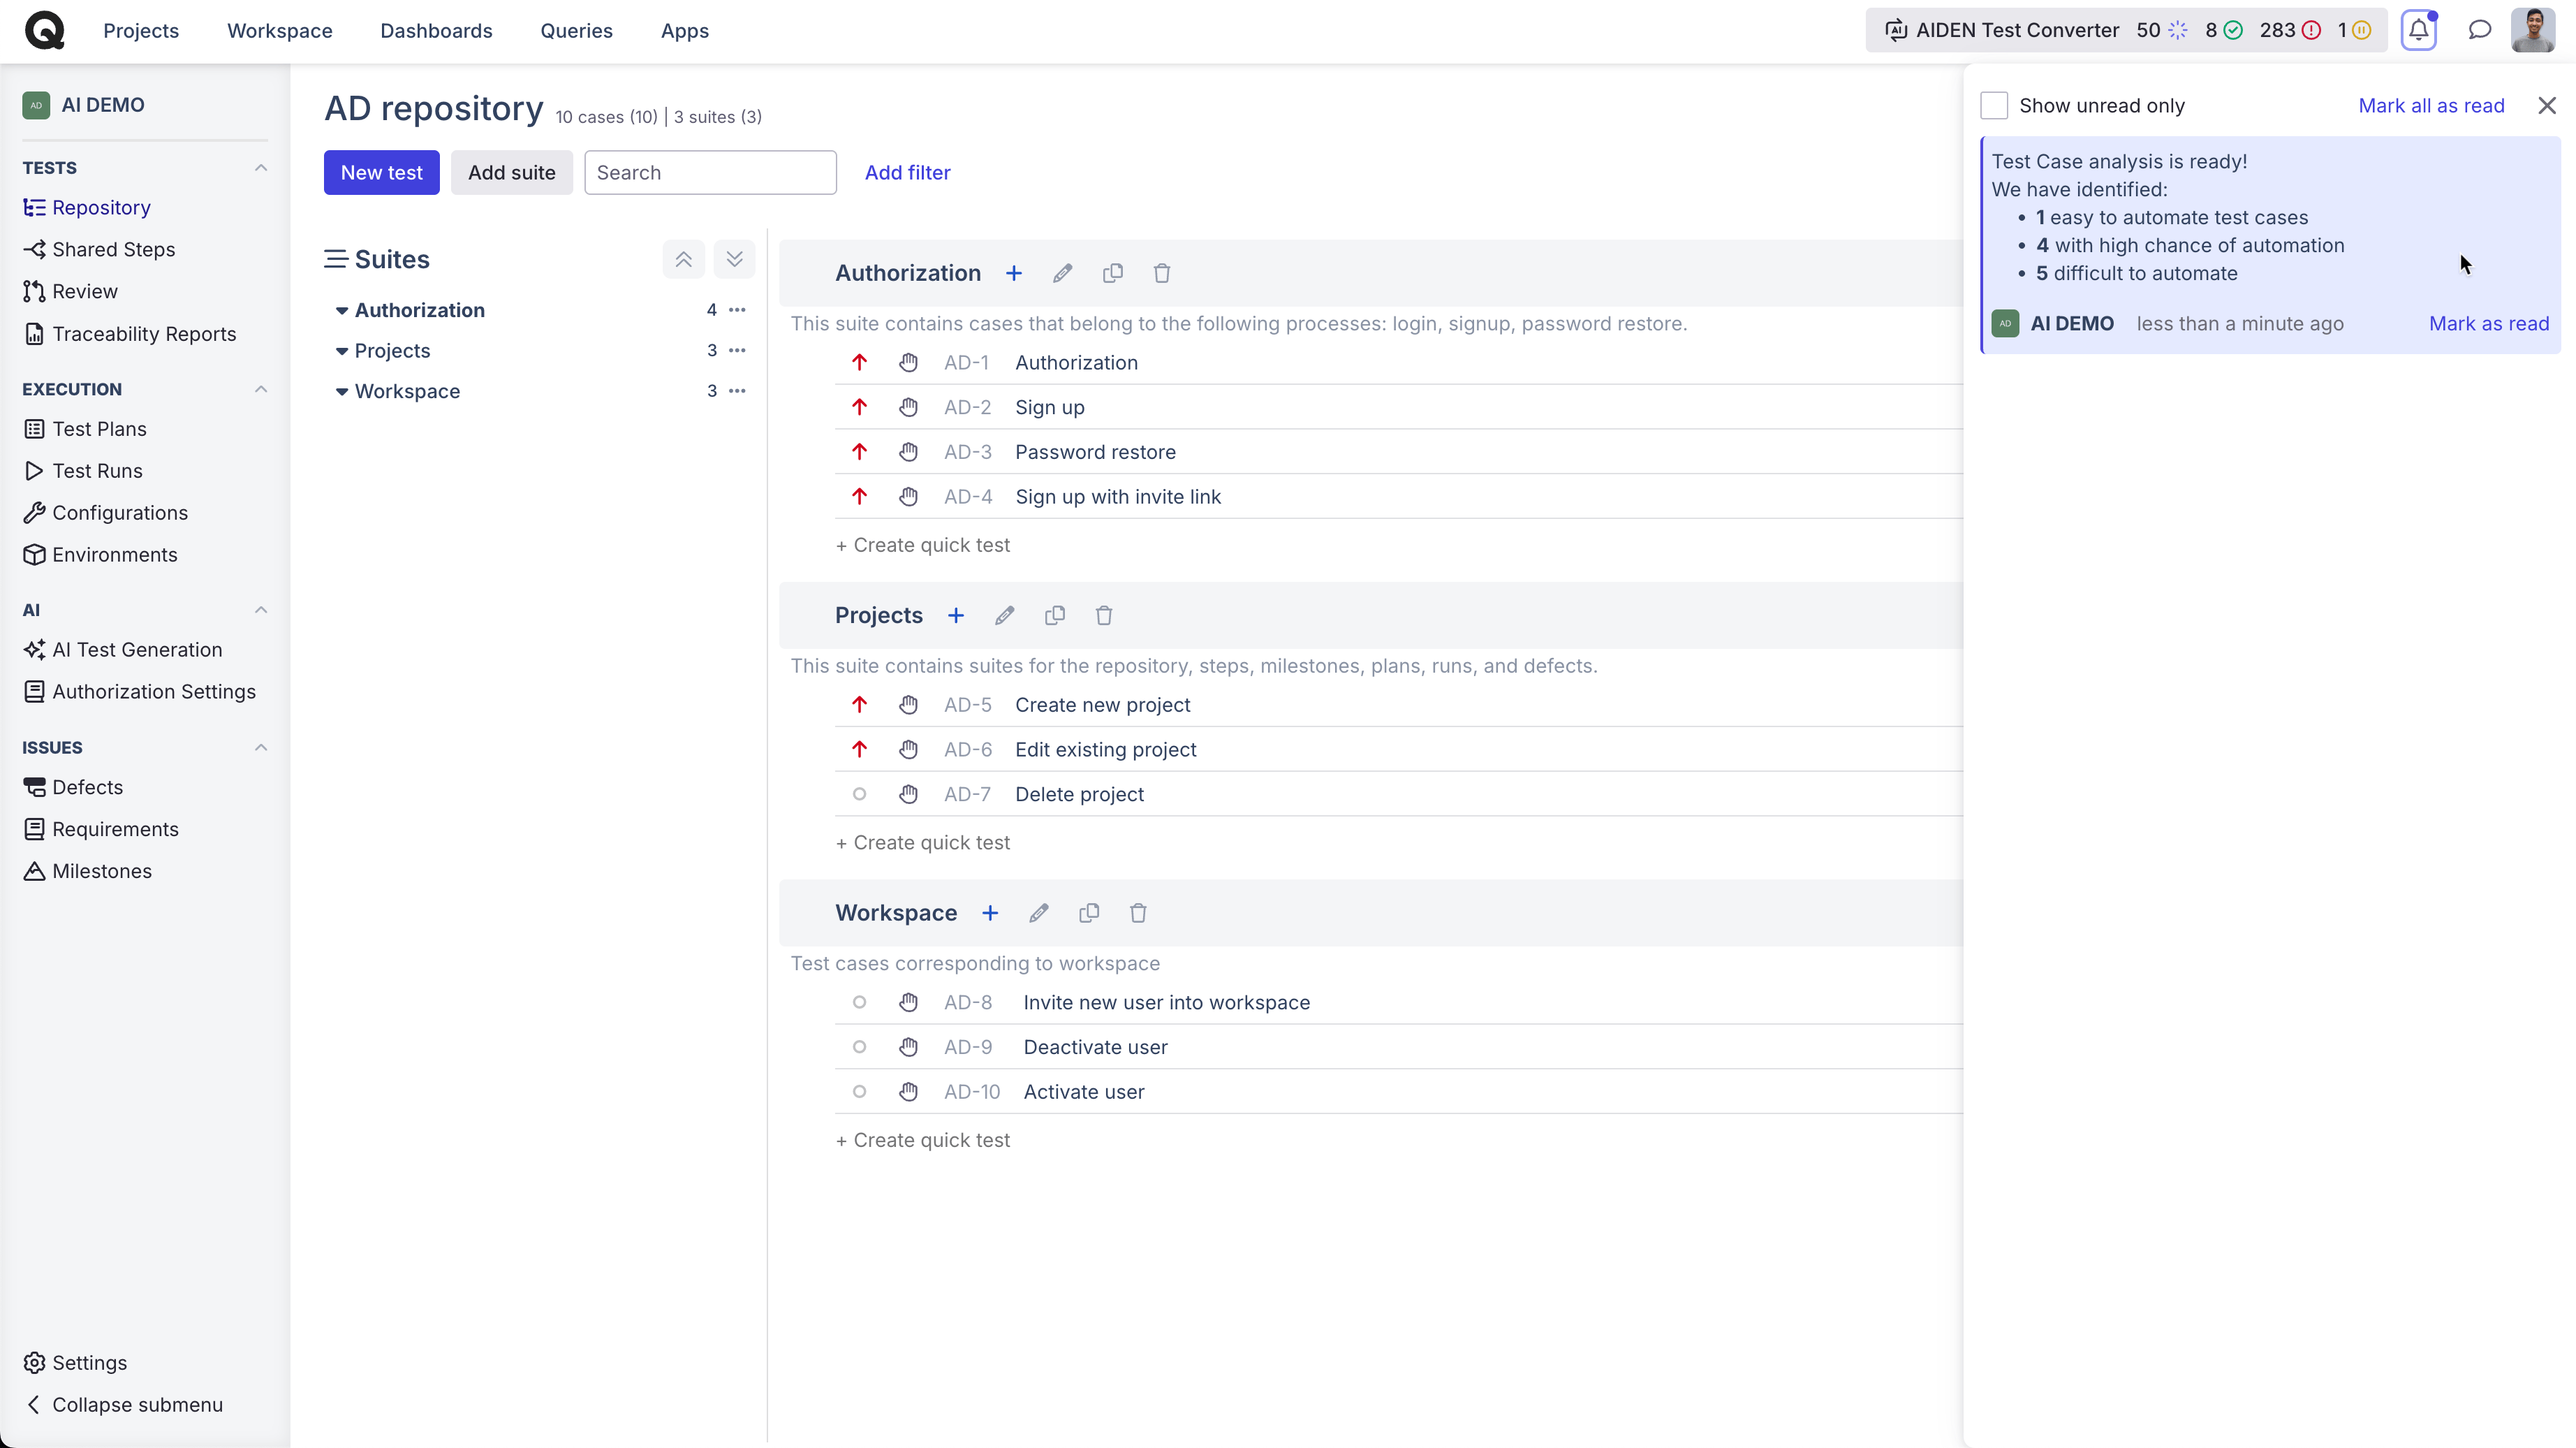 Projects
Workspace
Dashboards
Queries
Apps
AIDEN Test Converter 50 8 283 1
AD AI DEMO
TESTS
Repository
Shared Steps
Review
Traceability Reports
EXECUTION
Test Plans
Test Runs
Configurations
Environments
AI
AI Test Generation
Authorization Settings
ISSUES
Defects
Requirements
Milestones
Settings
Collapse submenu
AD repository 10 cases (10) | 3 suites (3)
New test
Add suite
Search
Add filter
Suites
Authorization 4
Projects 3
Workspace 3
Authorization
This suite contains cases that belong to the following processes: login, signup, password restore.
AD-1 Authorization
AD-2 Sign up
AD-3 Password restore
AD-4 Sign up with invite link
+ Create quick test
Projects
This suite contains suites for the repository, steps, milestones, plans, runs, and defects.
AD-5 Create new project
AD-6 Edit existing project
AD-7 Delete project
+ Create quick test
Workspace
Test cases corresponding to workspace
AD-8 Invite new user into workspace
AD-9 Deactivate user
AD-10 Activate user
+ Create quick test
Show unread only
Mark all as read
Test Case analysis is ready!
We have identified:
• 1 easy to automate test cases
• 4 with high chance of automation
• 5 difficult to automate
AD AI DEMO less than a minute ago Mark as read